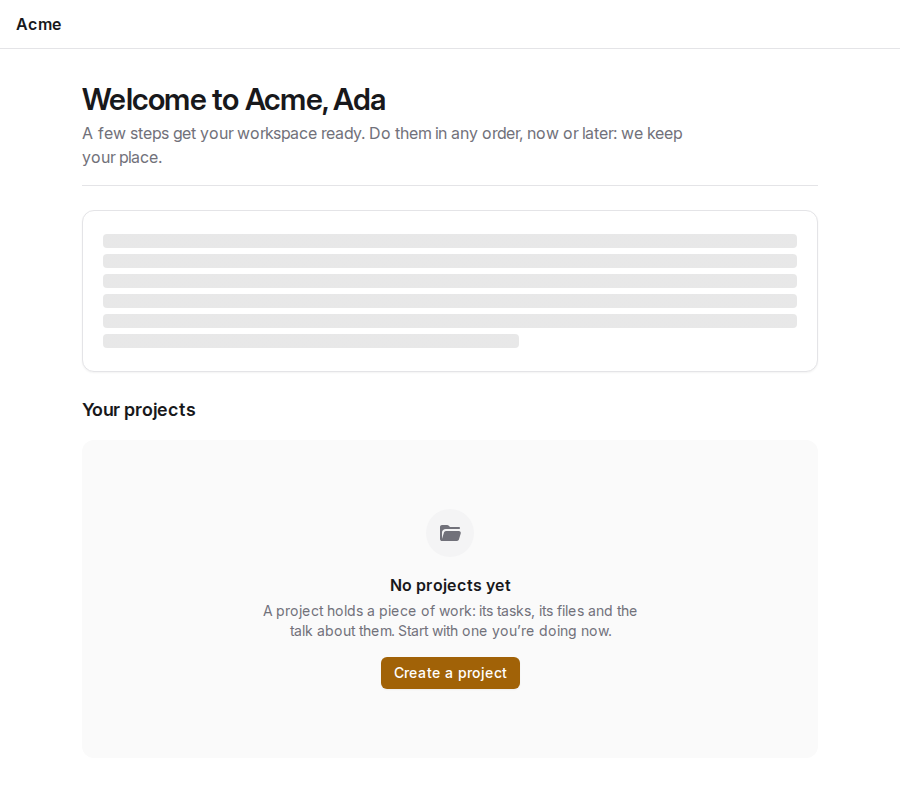 Acme
Welcome to Acme, Ada
A few steps get your workspace ready. Do them in any order, now or later: we keep
your place.
Your projects
No projects yet
A project holds a piece of work: its tasks, its files and the
talk about them. Start with one you’re doing now.
Create a project